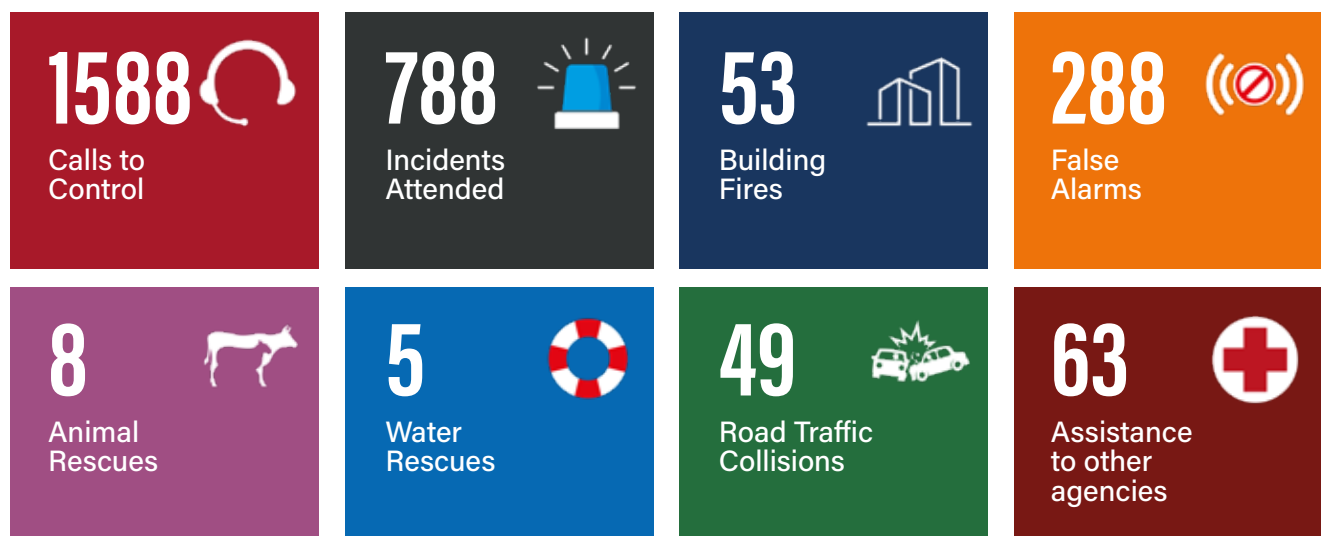 1588
Calls to
Control
788
Incidents
Attended
53
Building
Fires
288
False
Alarms
8
Animal
Rescues
5
Water
Rescues
49
Road Traffic
Collisions
63
Assistance
to other
agencies